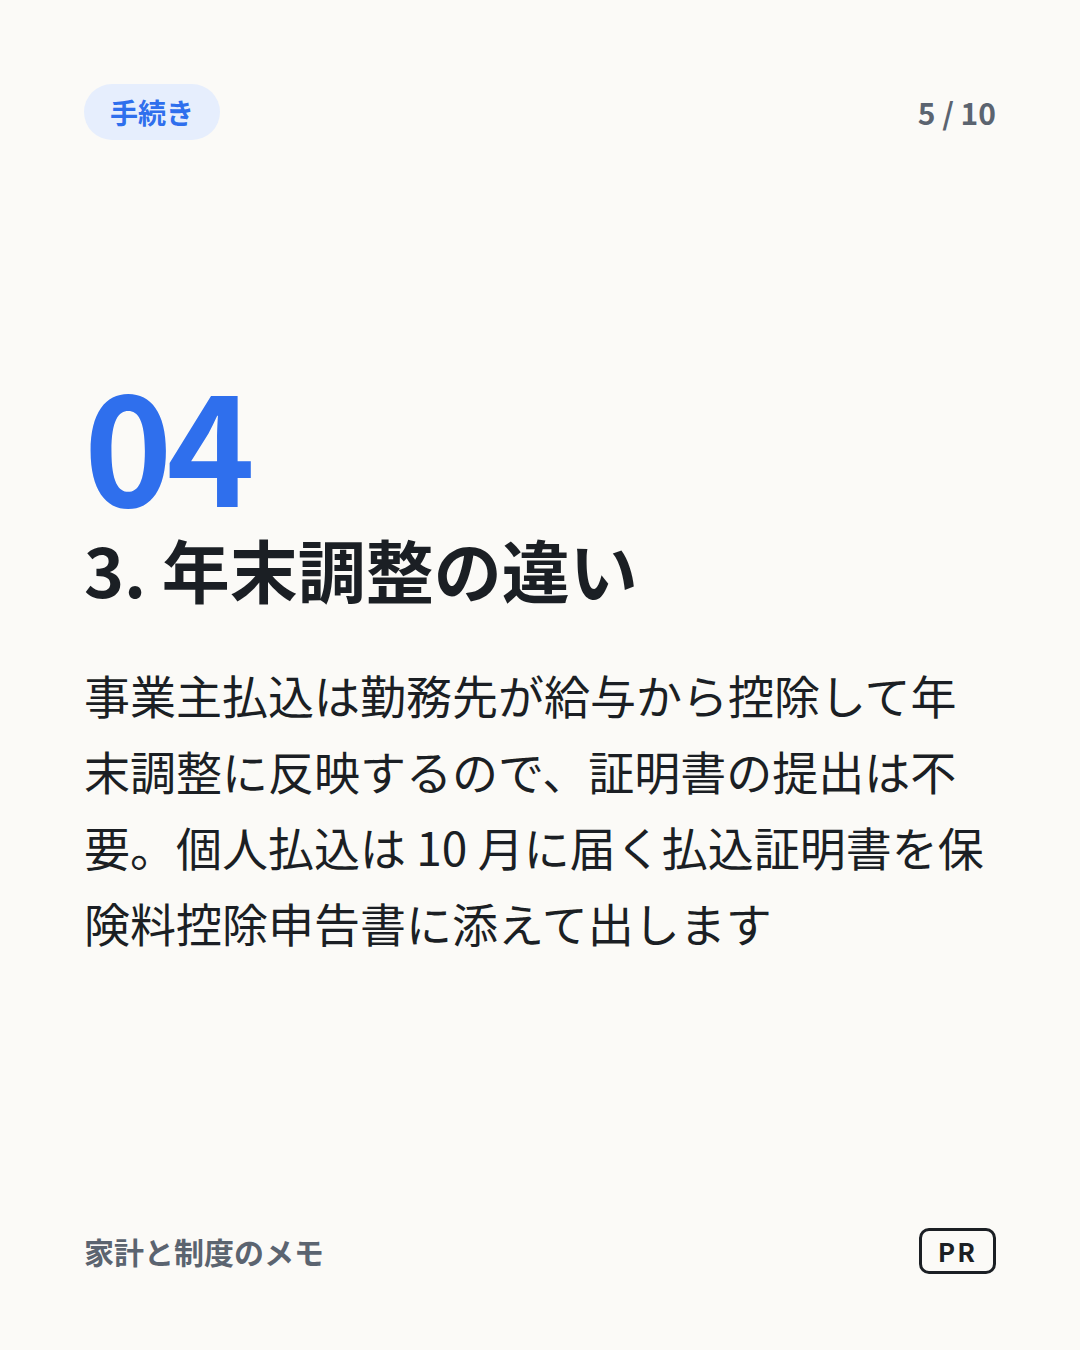 手続き
5 / 10
04
3. 年末調整の違い
事業主払込は勤務先が給与から控除して年
末調整に反映するので、証明書の提出は不
要。個人払込は 10 月に届く払込証明書を保
険料控除申告書に添えて出します
家計と制度のメモ
PR